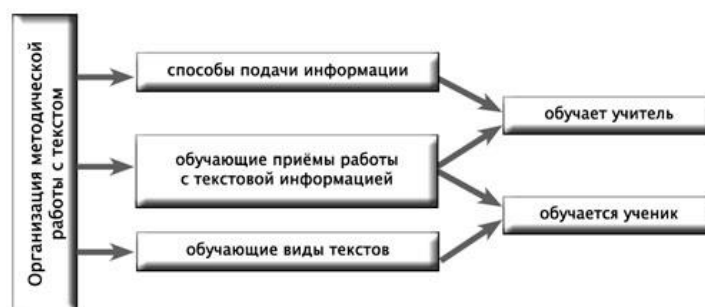 Организация методической
работы с текстом
способы подачи информации
обучающие приёмы работы
с текстовой информацией
обучающие виды текстов
обучает учитель
обучается ученик